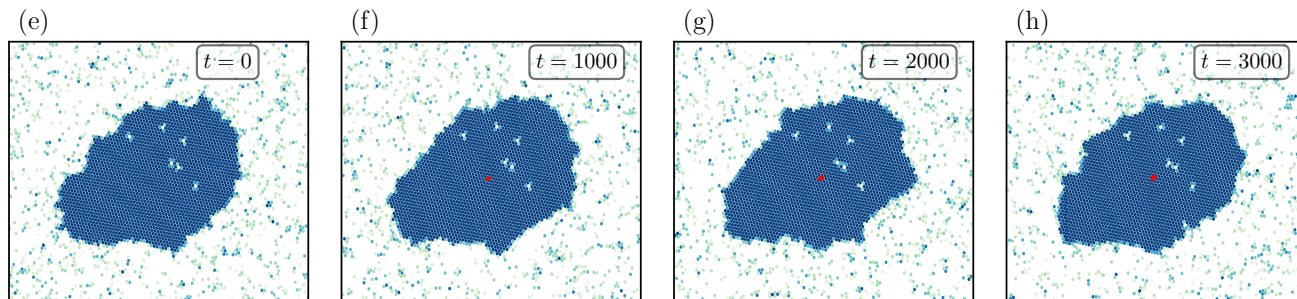 (e) (f) (g) (h)
t = 0 t = 1000 t = 2000 t = 3000